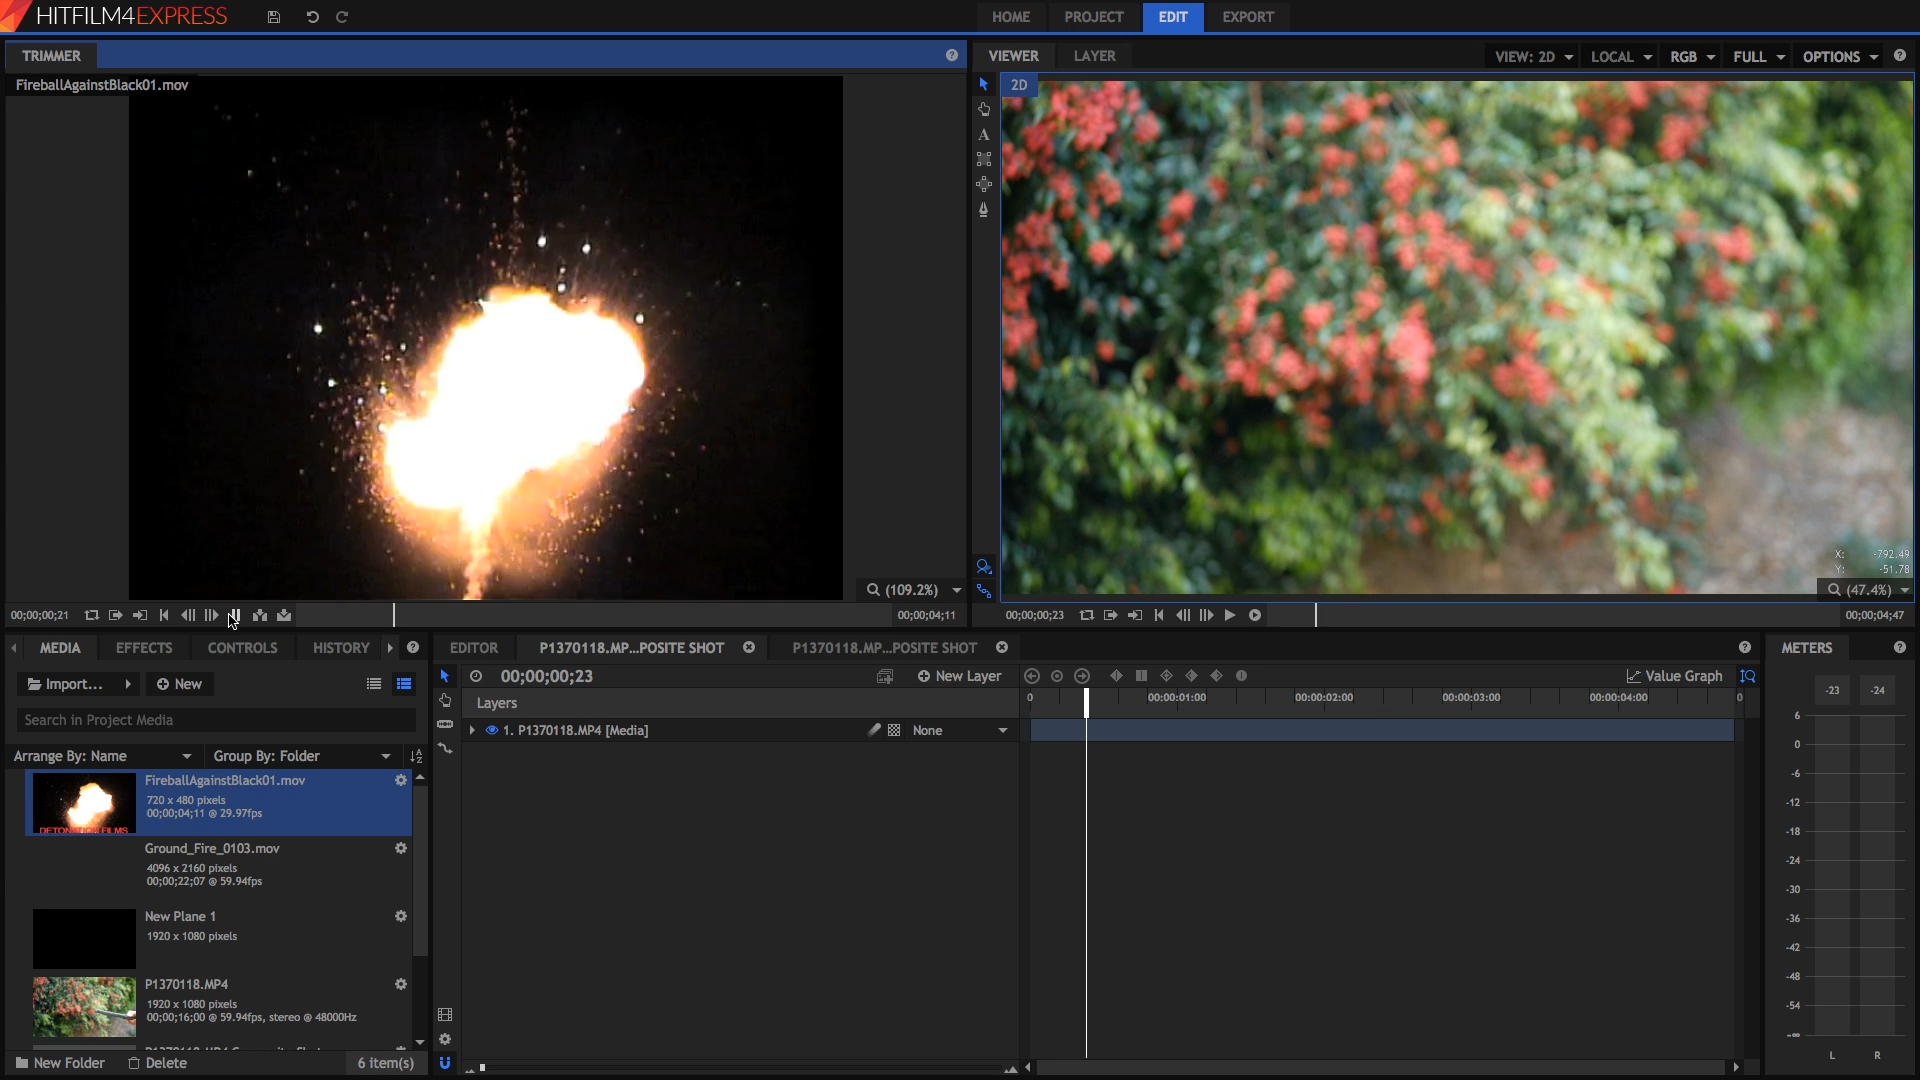 HITFILM4EXPRESS
HOME PROJECT EDIT EXPORT
TRIMMER
VIEWER LAYER VIEW: 2D LOCAL RGB FULL OPTIONS
FireballAgainstBlack01.mov
2D
X: -792.49
Y: -51.78
(109.2%)
(47.4%)
00;00;00;21
00;00;04;11
00;00;00;23
00;00;04;47
MEDIA EFFECTS CONTROLS HISTORY
EDITOR P1370118.MP...POSITE SHOT P1370118.MP...POSITE SHOT
METERS
Import... New
00;00;00;23 New Layer Value Graph
Search in Project Media
Layers
0 00;00;01;00 00;00;02;00 00;00;03;00 00;00;04;00 0
1. P1370118.MP4 [Media] None
Arrange By: Name Group By: Folder
FireballAgainstBlack01.mov
720 x 480 pixels
00;00;04;11 @ 29.97fps
DETONATION FILMS
Ground_Fire_0103.mov
4096 x 2160 pixels
00;00;22;07 @ 59.94fps
New Plane 1
1920 x 1080 pixels
P1370118.MP4
1920 x 1080 pixels
00;00;16;00 @ 59.94fps, stereo @ 48000Hz
New Folder Delete 6 item(s)
-23 -24
6
0
-6
-12
-18
-24
-30
-36
-42
-48
-54
-∞
L R